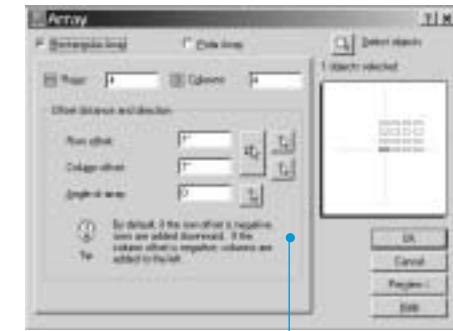 Array
Rectangular Array Polar Array Select objects
Rows: 4 Columns: 4 objects selected
Offset distance and direction
Row offset: 1"
Column offset: 1"
Angle of array: 0
By default, if the row offset is negative,
rows are added downward. If the
column offset is negative, columns are
added to the left.
Tip
OK
Cancel
Preview <
Help